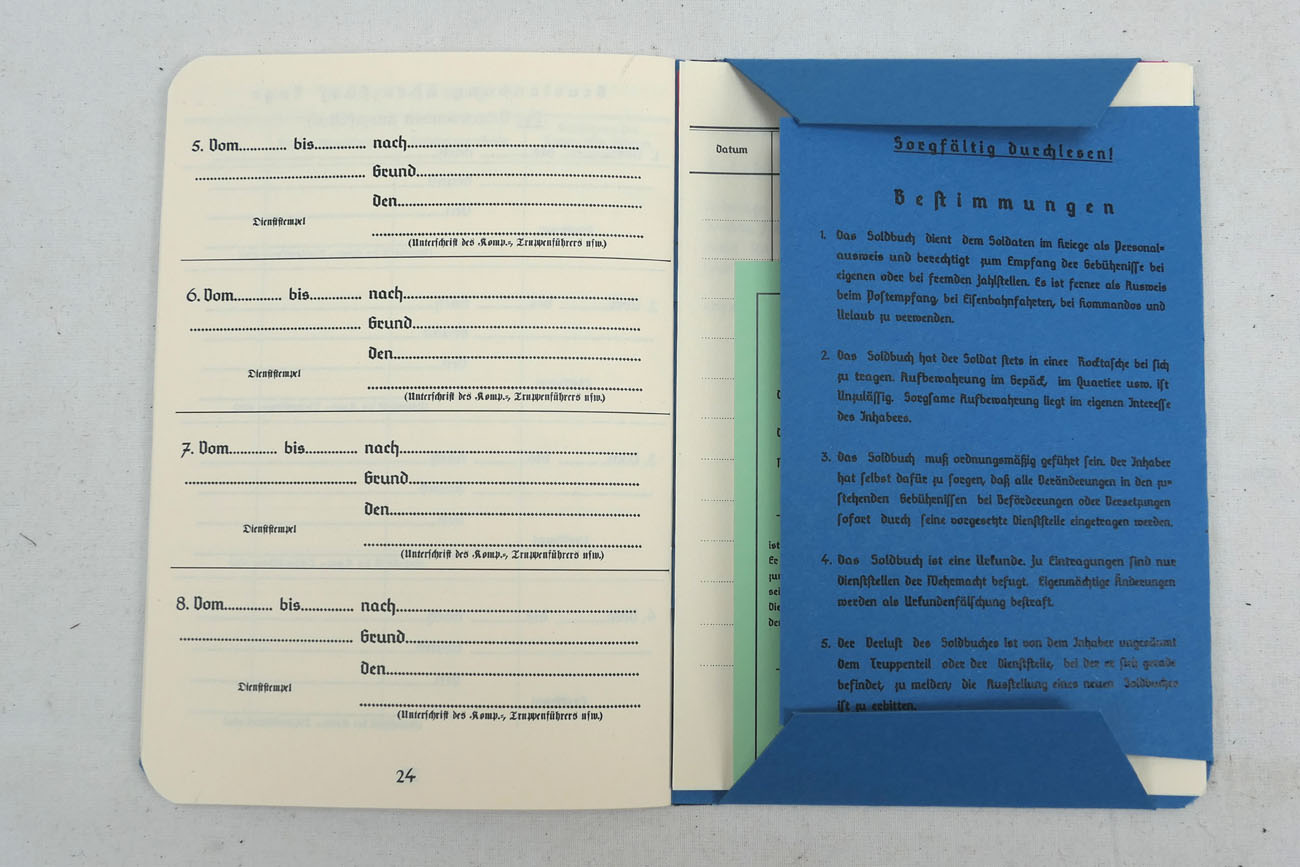 5. Vom............ bis............. nach..........................................................
........................................... Grund.........................................................
den.............................................................
Dienststempel
(Unterschrift des Komp.-, Truppenführers usw.)
6. Vom............ bis............. nach..........................................................
........................................... Grund.........................................................
den.............................................................
Dienststempel
(Unterschrift des Komp.-, Truppenführers usw.)
7. Vom............ bis............. nach..........................................................
........................................... Grund.........................................................
den.............................................................
Dienststempel
(Unterschrift des Komp.-, Truppenführers usw.)
8. Vom............ bis............. nach..........................................................
........................................... Grund.........................................................
den.............................................................
Dienststempel
(Unterschrift des Komp.-, Truppenführers usw.)
24
Datum
ist
Er
zur
sei
Die
der
Sorgfältig durchlesen!
Bestimmungen
1. Das Soldbuch dient dem Soldaten im Kriege als Personal-
ausweis und berechtigt zum Empfang der Gebührnisse bei
eigenen oder bei fremden Zahlstellen. Es ist ferner als Ausweis
beim Postempfang, bei Eisenbahnfahrten, bei Kommandos und
Urlaub zu verwenden.
2. Das Soldbuch hat der Soldat stets in einer Rocktasche bei sich
zu tragen. Aufbewahrung im Gepäck, im Quartier usw. ist
Unzulässig. Sorgsame Aufbewahrung liegt im eigenen Interesse
des Inhabers.
3. Das Soldbuch muß ordnungsmäßig geführt sein. Der Inhaber
hat selbst dafür zu sorgen, daß alle Veränderungen in den zu-
stehenden Gebührnissen bei Beförderungen oder Versetzungen
sofort durch seine vorgesetzte Dienststelle eingetragen werden.
4. Das Soldbuch ist eine Urkunde. Zu Eintragungen sind nur
Dienststellen der Wehrmacht befugt. Eigenmächtige Änderungen
werden als Urkundenfälschung bestraft.
5. Der Verlust des Soldbuches ist von dem Inhaber ungesäumt
dem Truppenteil oder der Dienststelle, bei der er sich gerade
befindet, zu melden, die Ausstellung eines neuen Soldbuches
ist zu erbitten.